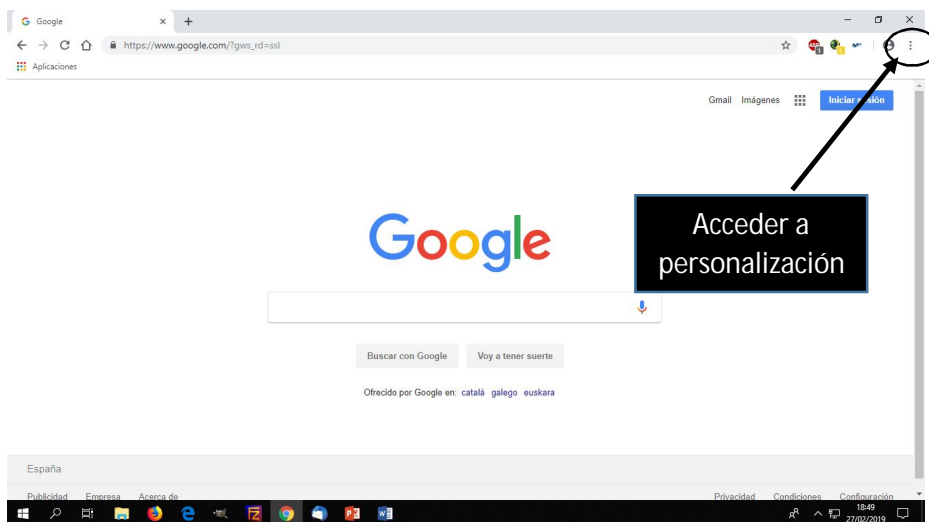 Google
https://www.google.com/?gws_rd=ssl
Aplicaciones
Gmail Imágenes Iniciar sesión
Google
Acceder a
personalización
Buscar con Google Voy a tener suerte
Ofrecido por Google en: català galego euskara
España
Publicidad Empresa Acerca de Privacidad Condiciones Configuración
18:49
27/02/2019